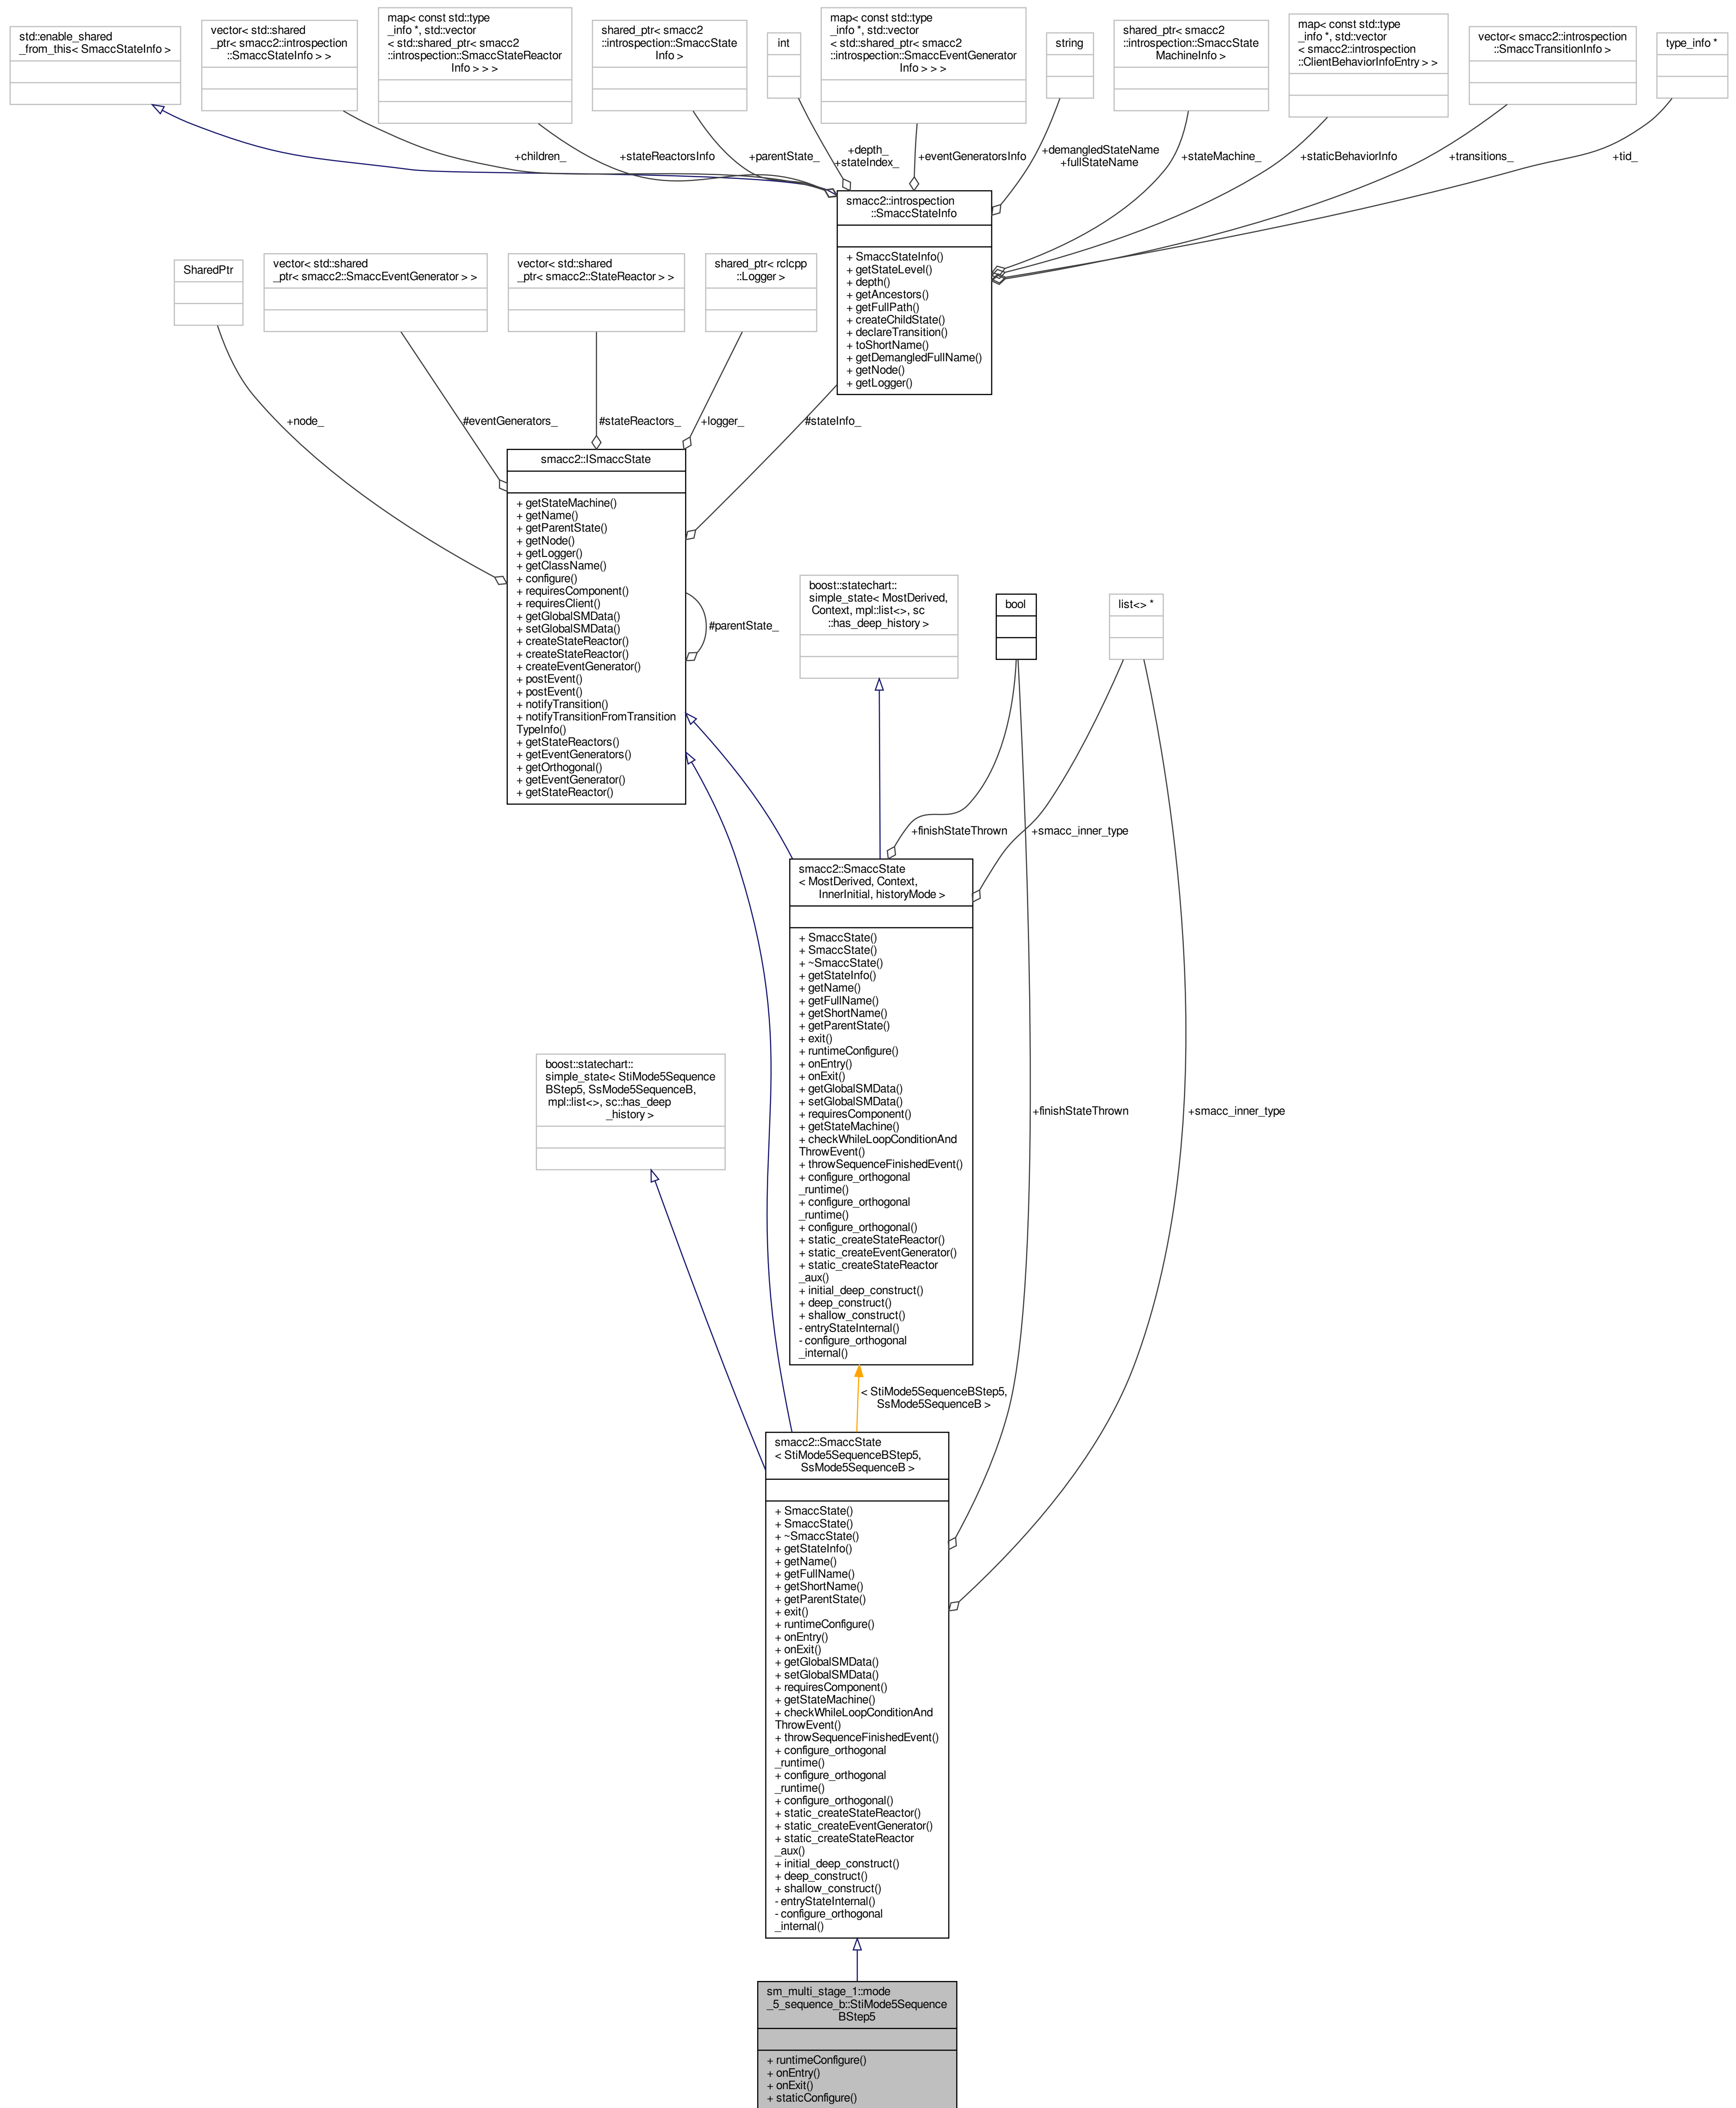 std::enable_shared
_from_this< SmaccStateInfo >
vector< std::shared
_ptr< smacc2::introspection
::SmaccStateInfo > >
map< const std::type
_info *, std::vector
< std::shared_ptr< smacc2
::introspection::SmaccStateReactor
Info > > >
shared_ptr< smacc2
::introspection::SmaccState
Info >
int
map< const std::type
_info *, std::vector
< std::shared_ptr< smacc2
::introspection::SmaccEventGenerator
Info > > >
string
shared_ptr< smacc2
::introspection::SmaccState
MachineInfo >
map< const std::type
_info *, std::vector
< smacc2::introspection
::ClientBehaviorInfoEntry > >
vector< smacc2::introspection
::SmaccTransitionInfo >
type_info *
+children_
+stateReactorsInfo
+parentState_
+depth_
+stateIndex_
+eventGeneratorsInfo
+demangledStateName
+fullStateName
+stateMachine_
+staticBehaviorInfo
+transitions_
+tid_
smacc2::introspection
::SmaccStateInfo
+ SmaccStateInfo()
+ getStateLevel()
+ depth()
+ getAncestors()
+ getFullPath()
+ createChildState()
+ declareTransition()
+ toShortName()
+ getDemangledFullName()
+ getNode()
+ getLogger()
SharedPtr
vector< std::shared
_ptr< smacc2::SmaccEventGenerator > >
vector< std::shared
_ptr< smacc2::StateReactor > >
shared_ptr< rclcpp
::Logger >
+node_
#eventGenerators_
#stateReactors_
+logger_
#stateInfo_
smacc2::ISmaccState
+ getStateMachine()
+ getName()
+ getParentState()
+ getNode()
+ getLogger()
+ getClassName()
+ configure()
+ requiresComponent()
+ requiresClient()
+ getGlobalSMData()
+ setGlobalSMData()
+ createStateReactor()
+ createStateReactor()
+ createEventGenerator()
+ postEvent()
+ postEvent()
+ notifyTransition()
+ notifyTransitionFromTransition
TypeInfo()
+ getStateReactors()
+ getEventGenerators()
+ getOrthogonal()
+ getEventGenerator()
+ getStateReactor()
#parentState_
boost::statechart::
simple_state< MostDerived,
Context, mpl::list<>, sc
::has_deep_history >
bool
list<> *
+finishStateThrown
+smacc_inner_type
smacc2::SmaccState
< MostDerived, Context,
InnerInitial, historyMode >
+ SmaccState()
+ SmaccState()
+ ~SmaccState()
+ getStateInfo()
+ getName()
+ getFullName()
+ getShortName()
+ getParentState()
+ exit()
+ runtimeConfigure()
+ onEntry()
+ onExit()
+ getGlobalSMData()
+ setGlobalSMData()
+ requiresComponent()
+ getStateMachine()
+ checkWhileLoopConditionAnd
ThrowEvent()
+ throwSequenceFinishedEvent()
+ configure_orthogonal
_runtime()
+ configure_orthogonal
_runtime()
+ configure_orthogonal()
+ static_createStateReactor()
+ static_createEventGenerator()
+ static_createStateReactor
_aux()
+ initial_deep_construct()
+ deep_construct()
+ shallow_construct()
- entryStateInternal()
- configure_orthogonal
_internal()
boost::statechart::
simple_state< StiMode5Sequence
BStep5, SsMode5SequenceB,
mpl::list<>, sc::has_deep
_history >
+finishStateThrown
+smacc_inner_type
< StiMode5SequenceBStep5,
SsMode5SequenceB >
smacc2::SmaccState
< StiMode5SequenceBStep5,
SsMode5SequenceB >
+ SmaccState()
+ SmaccState()
+ ~SmaccState()
+ getStateInfo()
+ getName()
+ getFullName()
+ getShortName()
+ getParentState()
+ exit()
+ runtimeConfigure()
+ onEntry()
+ onExit()
+ getGlobalSMData()
+ setGlobalSMData()
+ requiresComponent()
+ getStateMachine()
+ checkWhileLoopConditionAnd
ThrowEvent()
+ throwSequenceFinishedEvent()
+ configure_orthogonal
_runtime()
+ configure_orthogonal
_runtime()
+ configure_orthogonal()
+ static_createStateReactor()
+ static_createEventGenerator()
+ static_createStateReactor
_aux()
+ initial_deep_construct()
+ deep_construct()
+ shallow_construct()
- entryStateInternal()
- configure_orthogonal
_internal()
sm_multi_stage_1::mode
_5_sequence_b::StiMode5Sequence
BStep5
+ runtimeConfigure()
+ onEntry()
+ onExit()
+ staticConfigure()